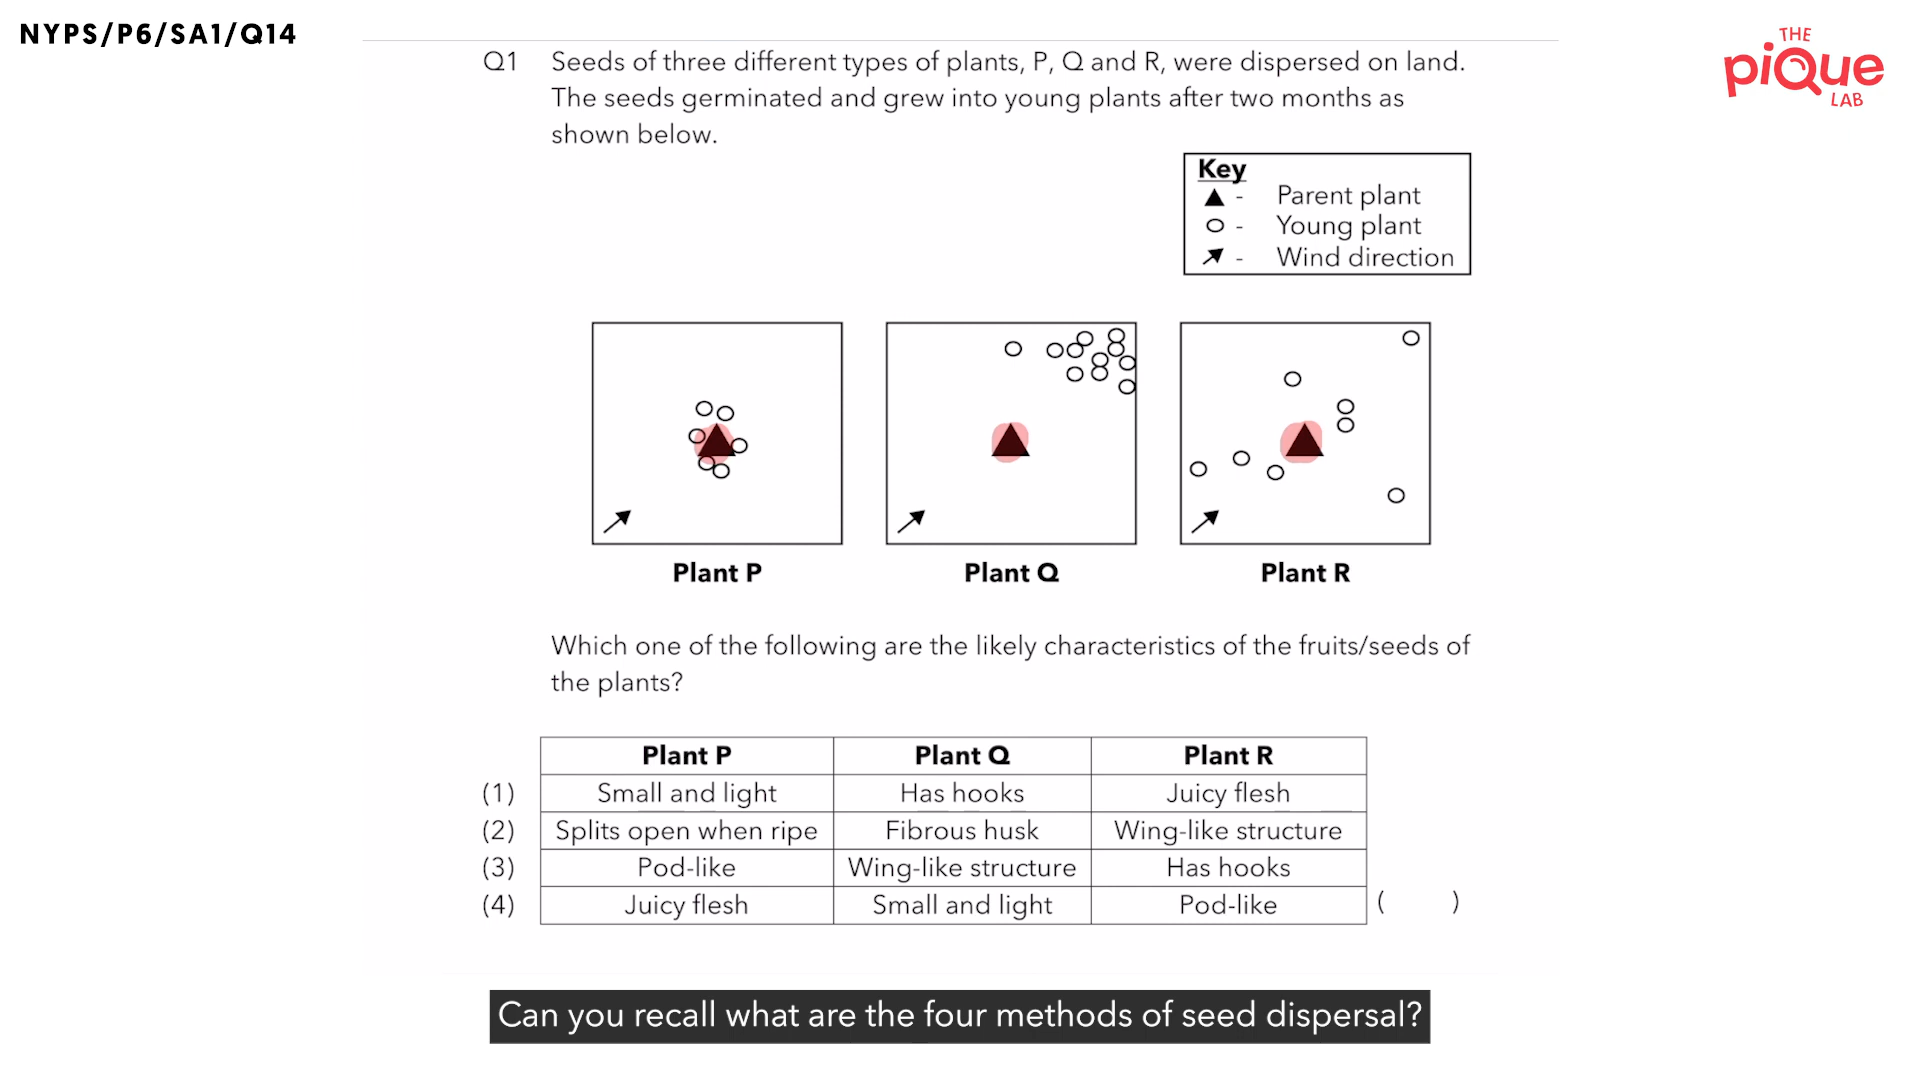 NYPS/P6/SA1/Q14
THE
piQue
LAB
Q1 Seeds of three different types of plants, P, Q and R, were dispersed on land.
The seeds germinated and grew into young plants after two months as
shown below.
Key
▲ - Parent plant
○ - Young plant
↗ - Wind direction
Plant P Plant Q Plant R
Which one of the following are the likely characteristics of the fruits/seeds of
the plants?
Plant P Plant Q Plant R
(1) Small and light Has hooks Juicy flesh
(2) Splits open when ripe Fibrous husk Wing-like structure
(3) Pod-like Wing-like structure Has hooks
(4) Juicy flesh Small and light Pod-like ( )
Can you recall what are the four methods of seed dispersal?